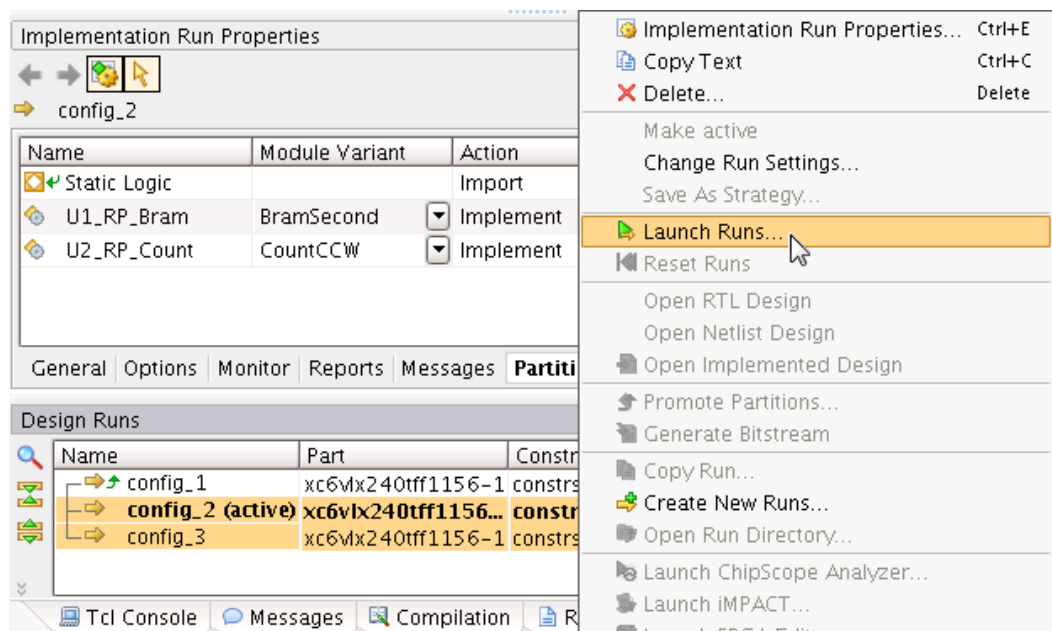 Implementation Run Properties
config_2
Name Module Variant Action
Static Logic Import
U1_RP_Bram BramSecond Implement
U2_RP_Count CountCCW Implement
General Options Monitor Reports Messages Partiti
Design Runs
Name Part Constr
config_1 xc6vlx240tff1156-1 constrs
config_2 (active) xc6vlx240tff1156... constr
config_3 xc6vlx240tff1156-1 constrs
Tcl Console Messages Compilation R
Implementation Run Properties... Ctrl+E
Copy Text Ctrl+C
Delete... Delete
Make active
Change Run Settings...
Save As Strategy...
Launch Runs...
Reset Runs
Open RTL Design
Open Netlist Design
Open Implemented Design
Promote Partitions...
Generate Bitstream
Copy Run...
Create New Runs...
Open Run Directory...
Launch ChipScope Analyzer...
Launch iMPACT...